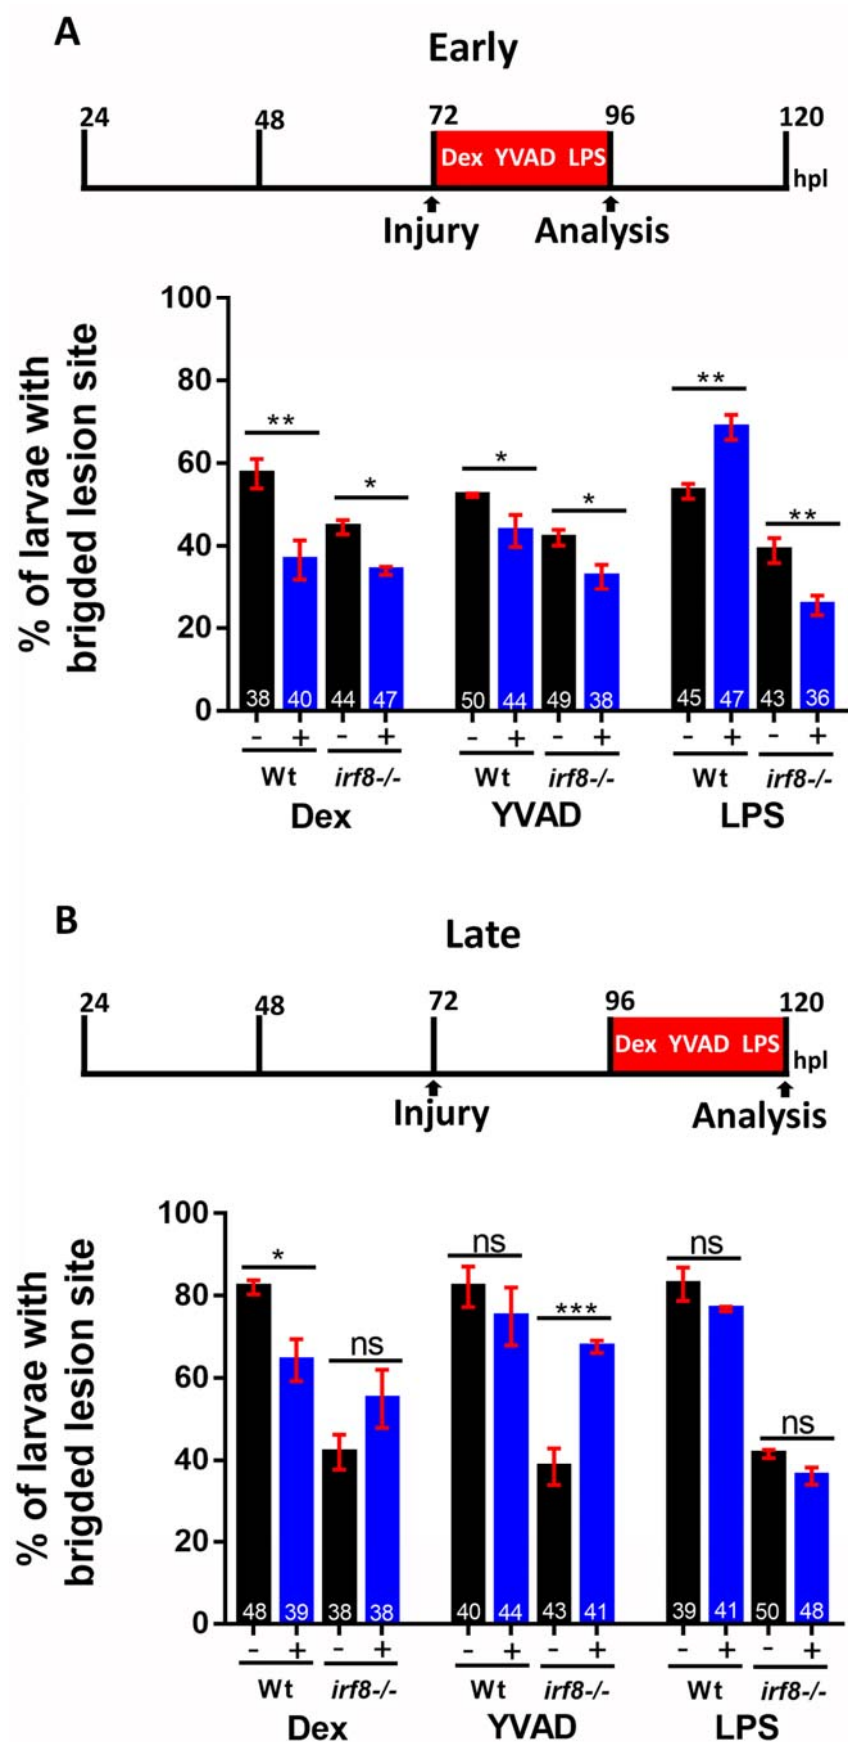 A
Early
24 48 72 96 120
Dex YVAD LPS
hpl
Injury Analysis
% of larvae with
brigded lesion site
100
80
60
40
20
0
** * * * ** **
38 40 44 47 50 44 49 38 45 47 43 36
- + - + - + - + - + - +
Wt irf8-/- Wt irf8-/- Wt irf8-/-
Dex YVAD LPS
B
Late
24 48 72 96 120
Dex YVAD LPS
hpl
Injury Analysis
% of larvae with
brigded lesion site
100
80
60
40
20
0
* ns ns *** ns ns
48 39 38 38 40 44 43 41 39 41 50 48
- + - + - + - + - + - +
Wt irf8-/- Wt irf8-/- Wt irf8-/-
Dex YVAD LPS